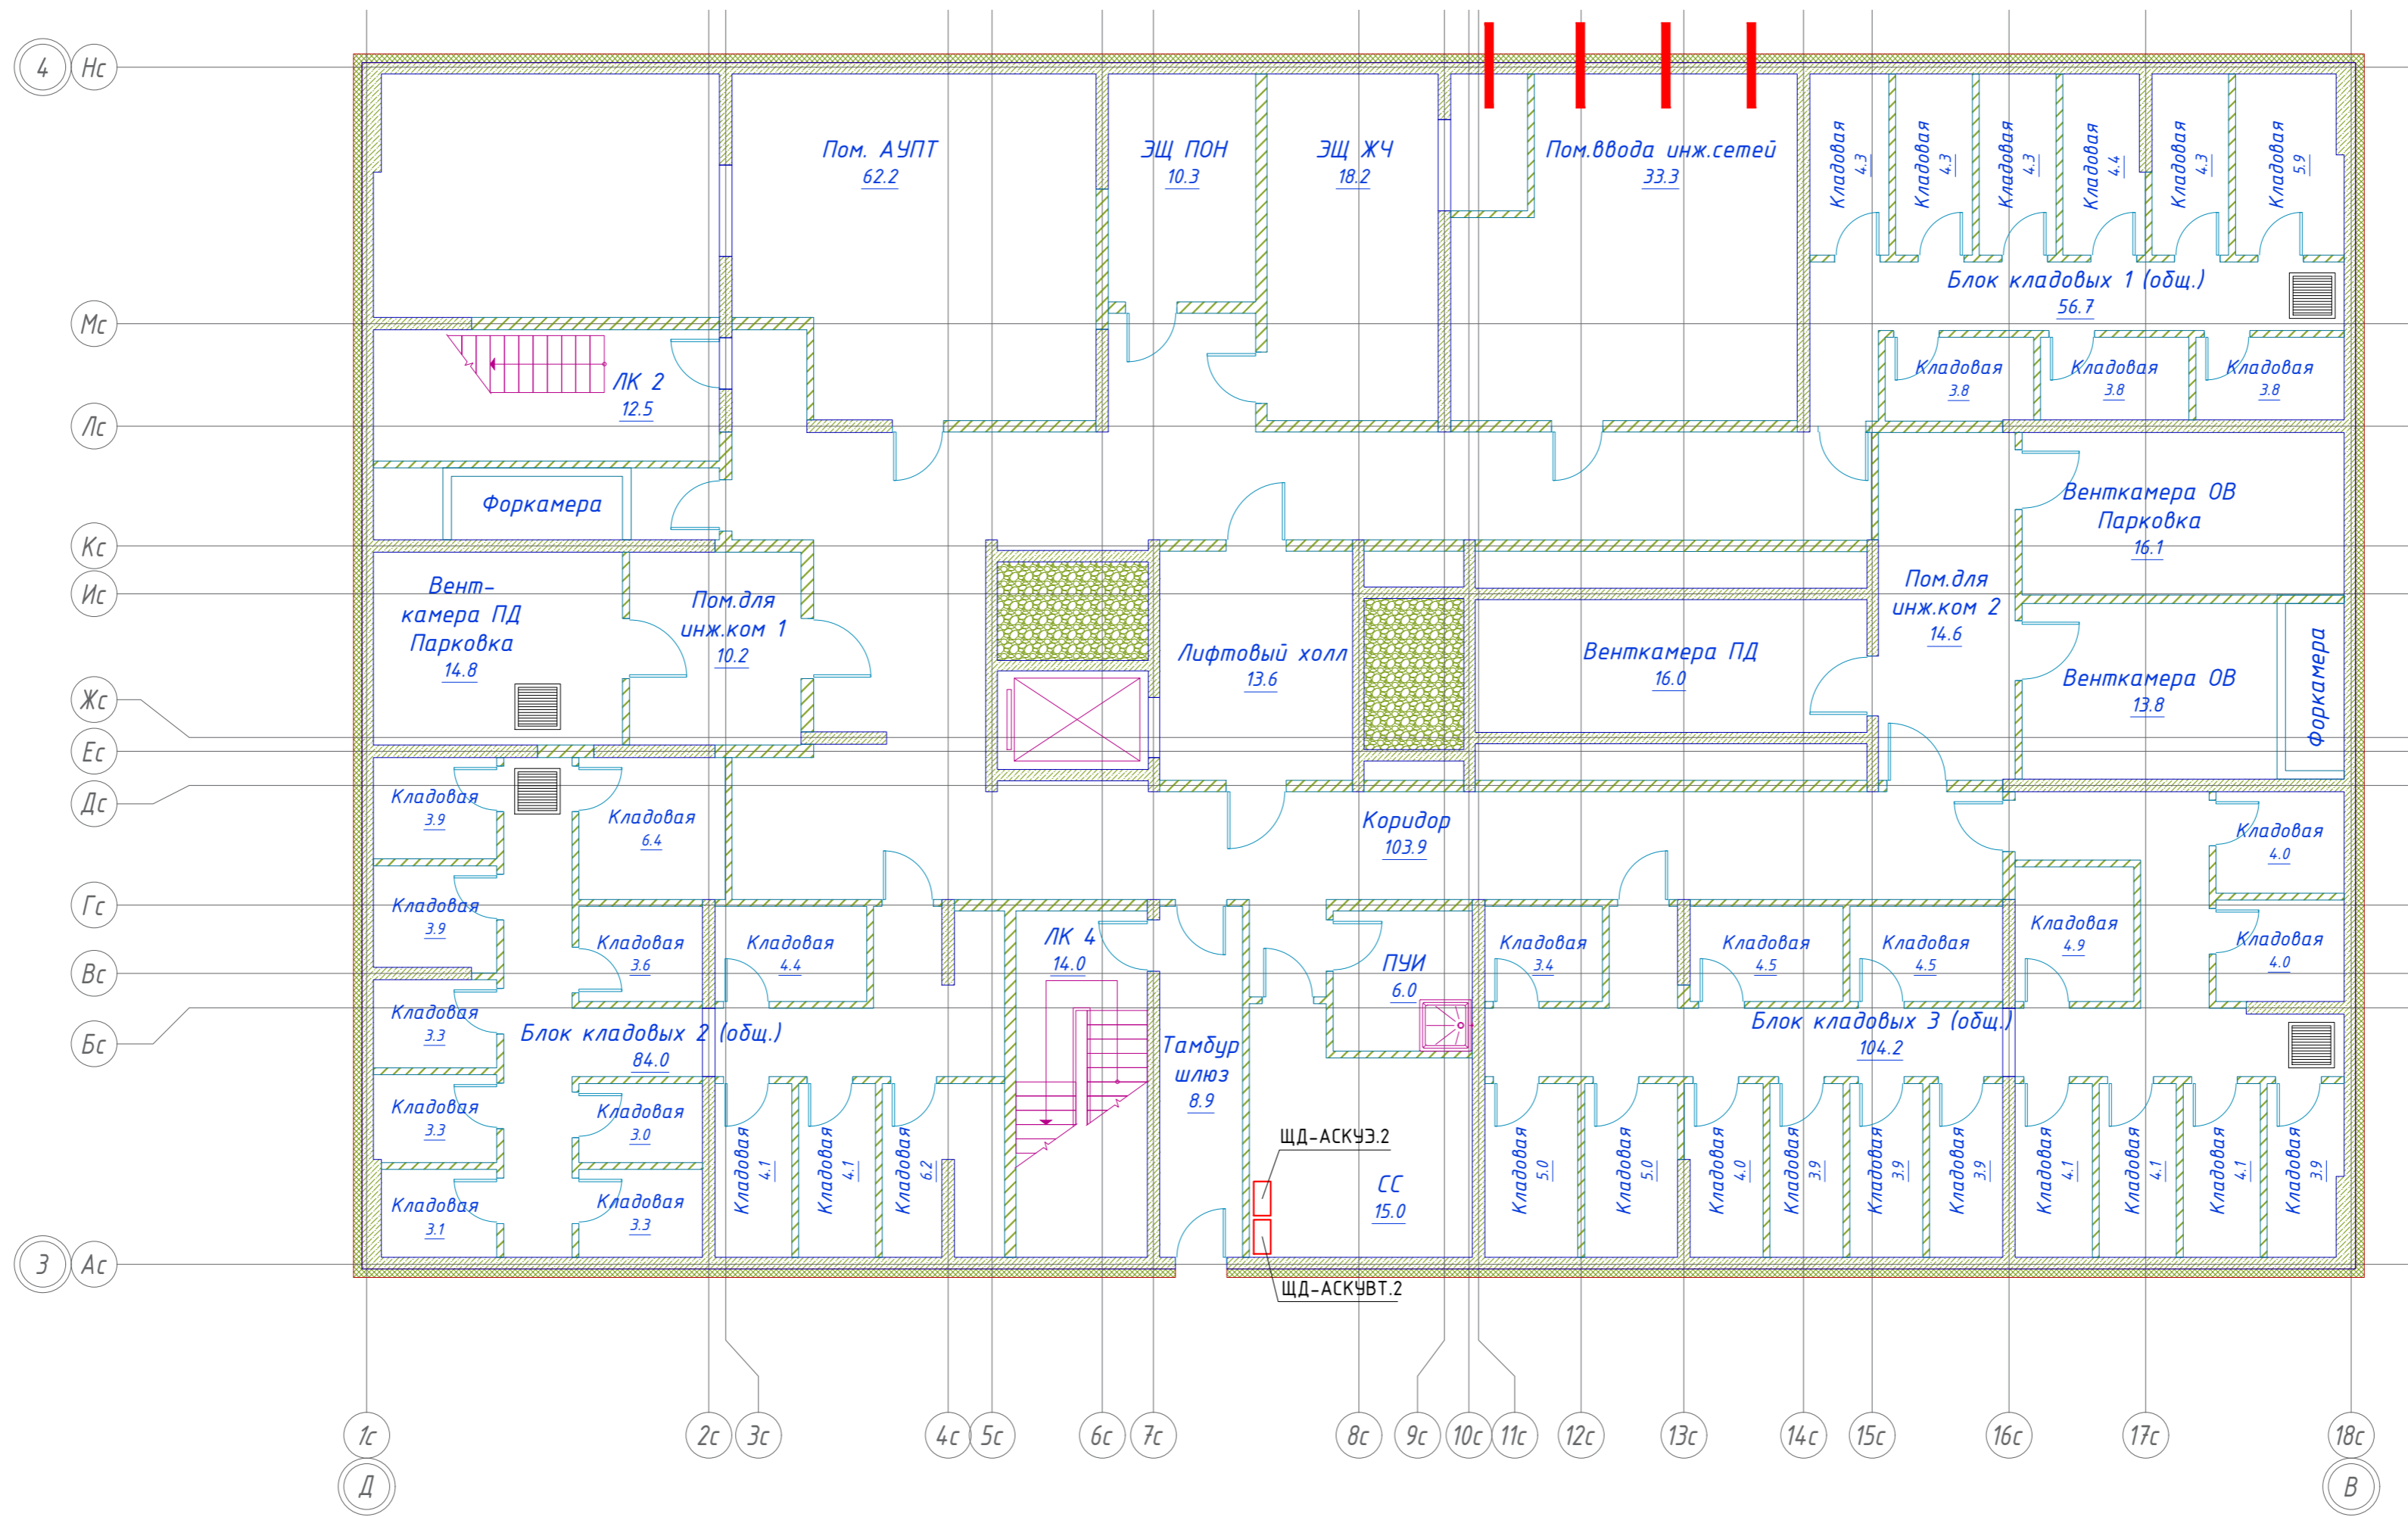 4
Нс
Пом. АУПТ
62.2
ЭЩ ПОН
10.3
ЭЩ ЖЧ
18.2
Пом.ввода инж.сетей
33.3
Кладовая
4.3
Кладовая
4.3
Кладовая
4.3
Кладовая
4.4
Кладовая
4.3
Кладовая
5.9
Блок кладовых 1 (общ.)
56.7
Мс
ЛК 2
12.5
Кладовая
3.8
Кладовая
3.8
Кладовая
3.8
Лс
Форкамера
Венткамера ОВ
Парковка
16.1
Кс
Ис
Вент-
камера ПД
Парковка
14.8
Пом.для
инж.ком 1
10.2
Лифтовый холл
13.6
Венткамера ПД
16.0
Пом.для
инж.ком 2
14.6
Венткамера ОВ
13.8
Форкамера
Жс
Ес
Дс
Кладовая
3.9
Кладовая
6.4
Коридор
103.9
Кладовая
4.0
Гс
Кладовая
3.9
Кладовая
3.6
Кладовая
4.4
ЛК 4
14.0
ПУИ
6.0
Кладовая
3.4
Кладовая
4.5
Кладовая
4.5
Кладовая
4.9
Кладовая
4.0
Вс
Бс
Кладовая
3.3
Блок кладовых 2 (общ.)
84.0
Тамбур
шлюз
8.9
Блок кладовых 3 (общ.)
104.2
Кладовая
3.3
Кладовая
3.0
Кладовая
4.1
Кладовая
4.1
Кладовая
6.2
ЩД-АСКУЭ.2
СС
15.0
Кладовая
5.0
Кладовая
5.0
Кладовая
4.0
Кладовая
3.9
Кладовая
3.9
Кладовая
3.9
Кладовая
4.1
Кладовая
4.1
Кладовая
4.1
Кладовая
3.9
Кладовая
3.1
Кладовая
3.3
3
Ас
ЩД-АСКУВТ.2
1с
2с
3с
4с
5с
6с
7с
8с
9с
10с
11с
12с
13с
14с
15с
16с
17с
18с
Д
В